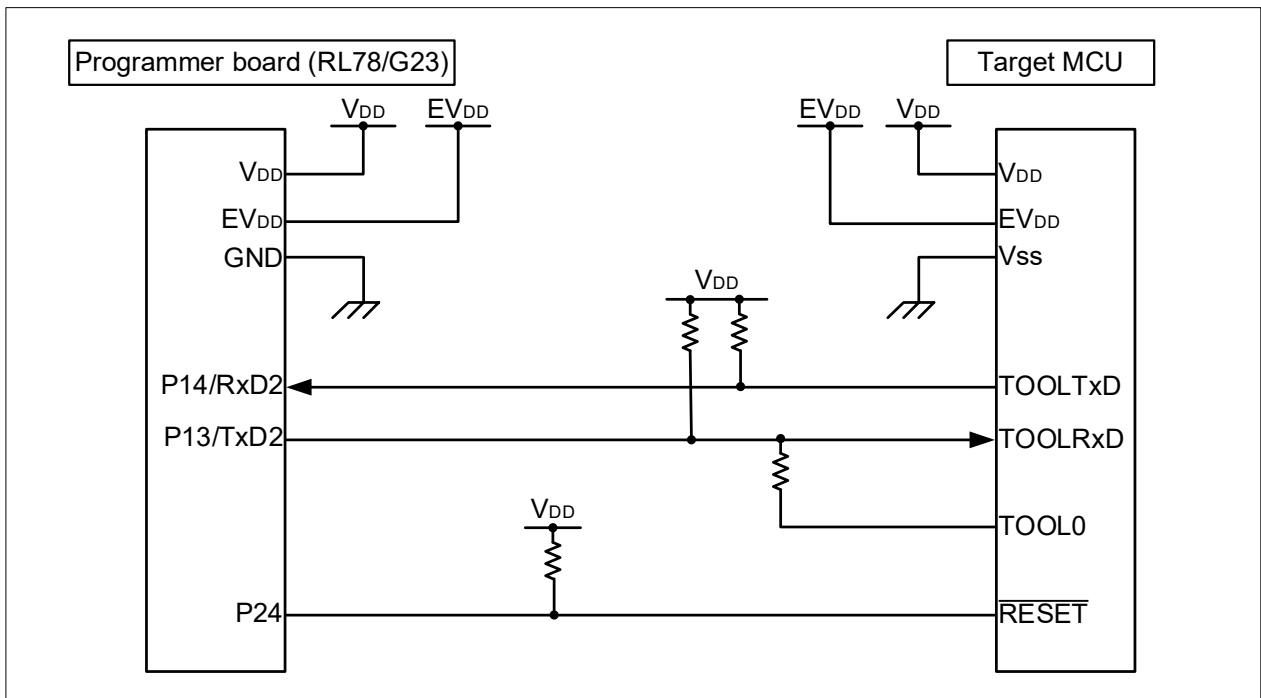 Programmer board (RL78/G23)
Target MCU
VDD
EVDD
EVDD
VDD
VDD
VDD
EVDD
EVDD
GND
Vss
VDD
P14/RxD2
TOOLTxD
P13/TxD2
TOOLRxD
VDD
TOOL0
P24
RESET